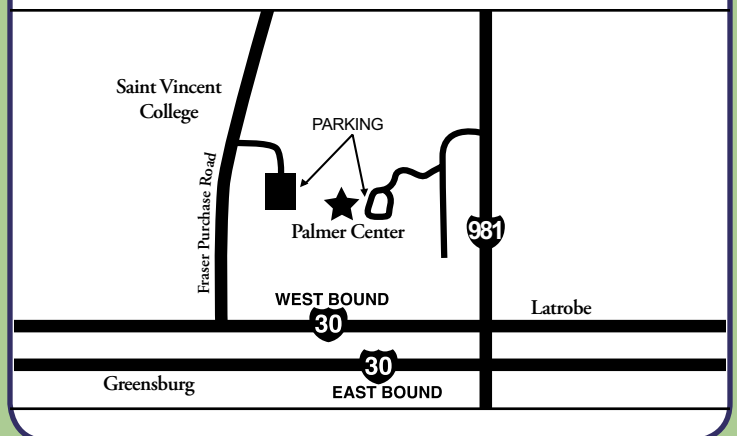 Saint Vincent
College
PARKING
Fraser Purchase Road
Palmer Center
981
WEST BOUND
30
Latrobe
30
Greensburg
EAST BOUND